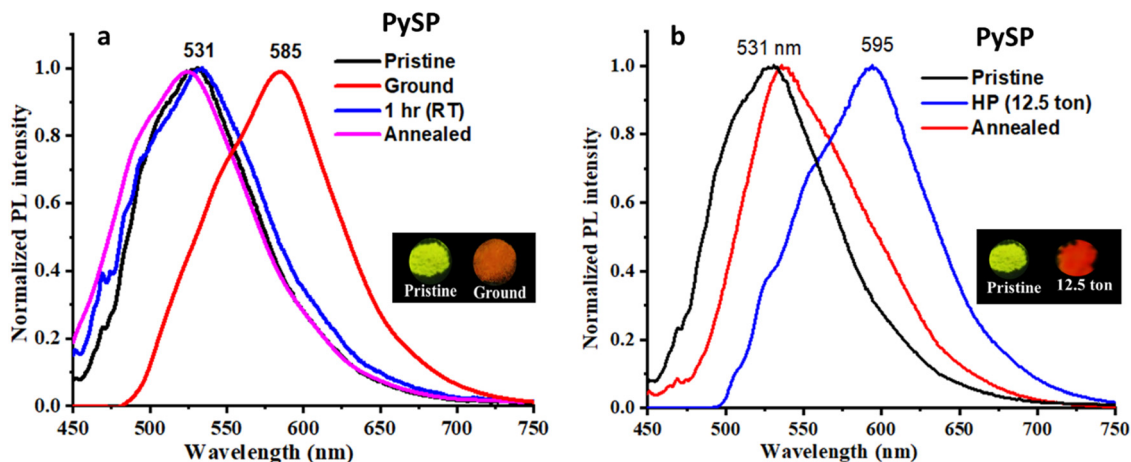 PySP
a
531
585
Pristine
Ground
1 hr (RT)
Annealed
1.0
0.8
0.6
0.4
0.2
0.0
Normalized PL intensity
Pristine
Ground
450
500
550
600
650
700
750
Wavelength (nm)
PySP
b
531 nm
595
Pristine
HP (12.5 ton)
Annealed
1.0
0.8
0.6
0.4
0.2
0.0
Normalized PL intensity
Pristine
12.5 ton
450
500
550
600
650
700
750
Wavelength (nm)